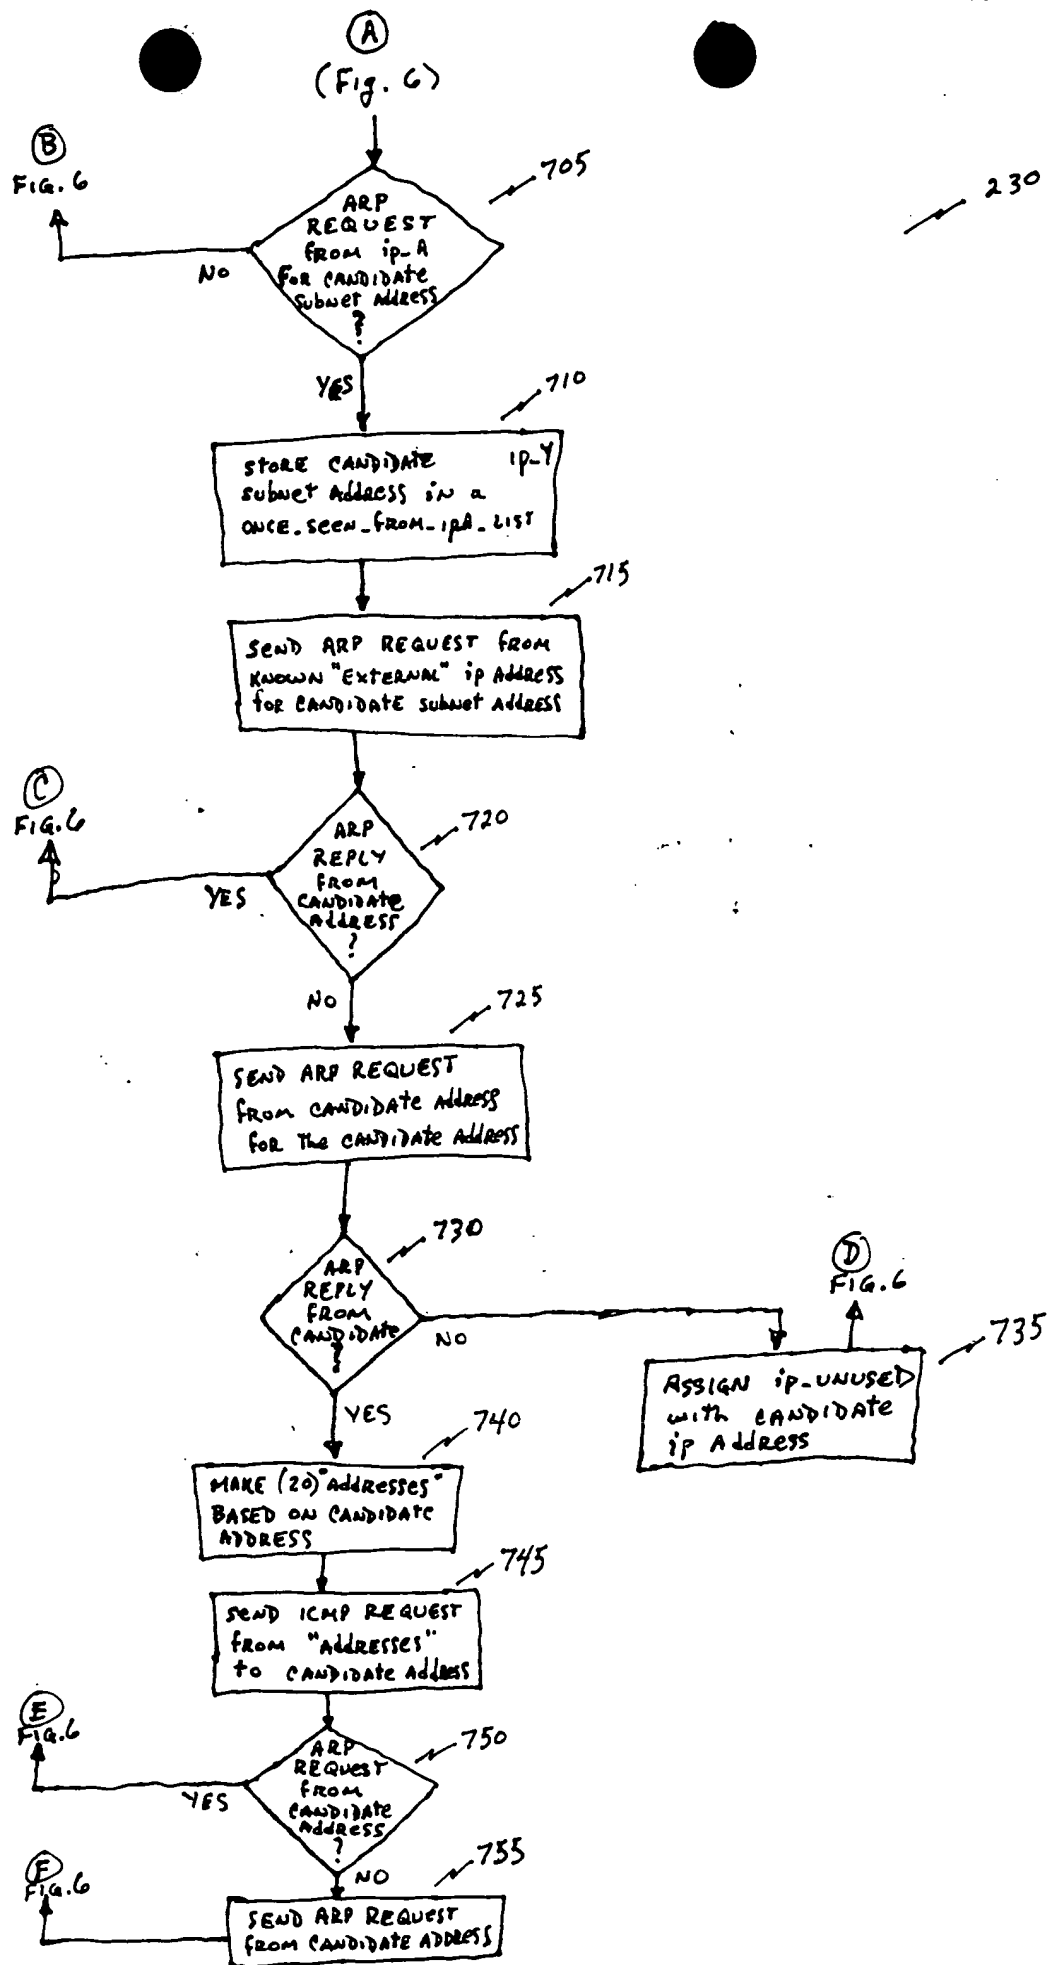 A
(Fig. 6)
B
FIG. 6
705
230
ARP
REQUEST
FROM ip_A
FOR CANDIDATE
SUBNET ADDRESS
?
NO
YES
710
STORE CANDIDATE ip_Y
SUBNET ADDRESS IN A
ONCE_SEEN_FROM_ipA_LIST
715
SEND ARP REQUEST FROM
KNOWN "EXTERNAL" ip ADDRESS
FOR CANDIDATE SUBNET ADDRESS
C
FIG. 6
720
ARP
REPLY
FROM
CANDIDATE
ADDRESS
?
YES
NO
725
SEND ARP REQUEST
FROM CANDIDATE ADDRESS
FOR THE CANDIDATE ADDRESS
730
ARP
REPLY
FROM
CANDIDATE
?
NO
D
FIG. 6
735
ASSIGN ip_UNUSED
WITH CANDIDATE
ip ADDRESS
YES
740
MAKE (20) "ADDRESSES"
BASED ON CANDIDATE
ADDRESS
745
SEND ICMP REQUEST
FROM "ADDRESSES"
TO CANDIDATE ADDRESS
E
FIG. 6
750
ARP
REQUEST
FROM
CANDIDATE
ADDRESS
?
YES
NO
F
FIG. 6
755
SEND ARP REQUEST
FROM CANDIDATE ADDRESS